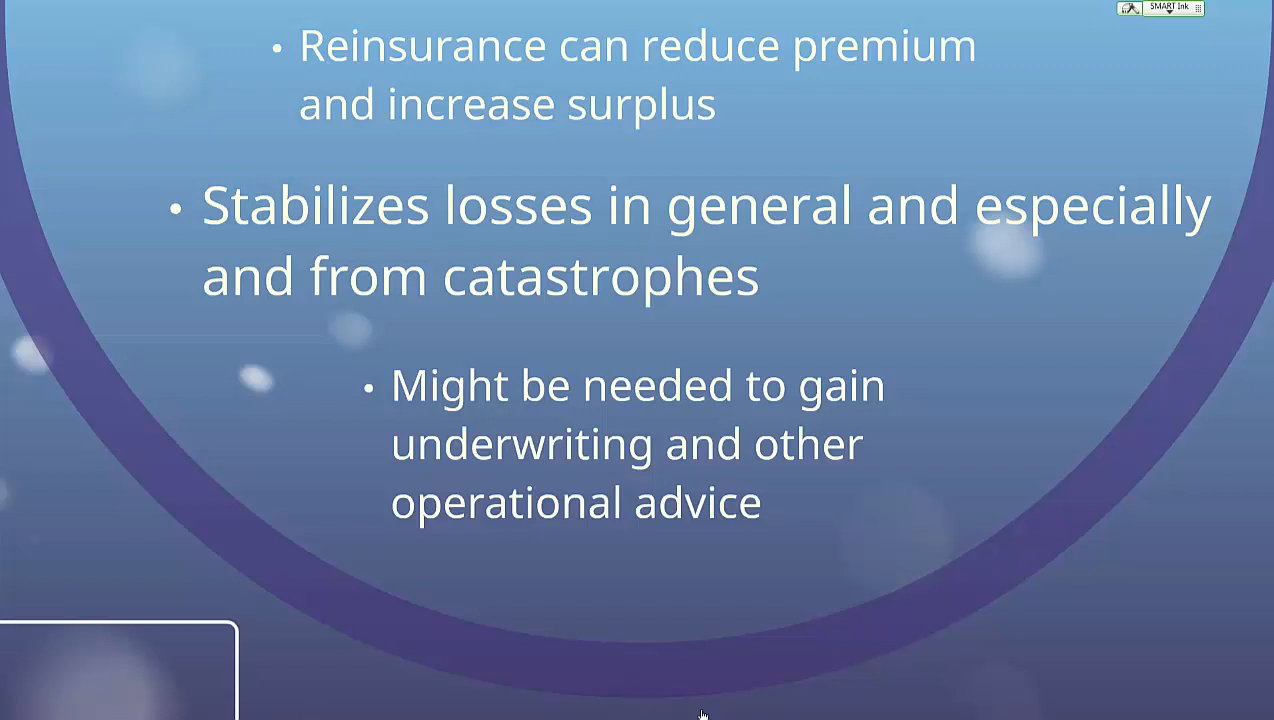 SMART Ink
• Reinsurance can reduce premium
and increase surplus
• Stabilizes losses in general and especially
and from catastrophes
• Might be needed to gain
underwriting and other
operational advice